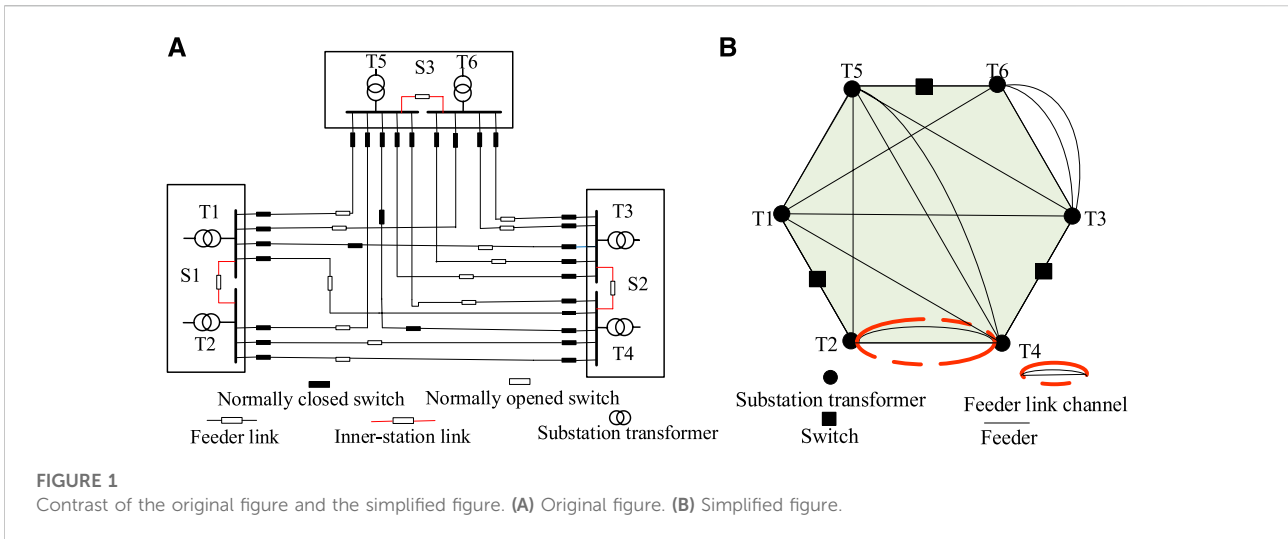 A
T5
S3
T6
T1
S1
T2
T3
S2
T4
Normally closed switch
Normally opened switch
Feeder link
Inner-station link
Substation transformer
B
T5
T6
T1
T3
T2
T4
Substation transformer
Feeder link channel
Switch
Feeder
FIGURE 1
Contrast of the original figure and the simplified figure. (A) Original figure. (B) Simplified figure.